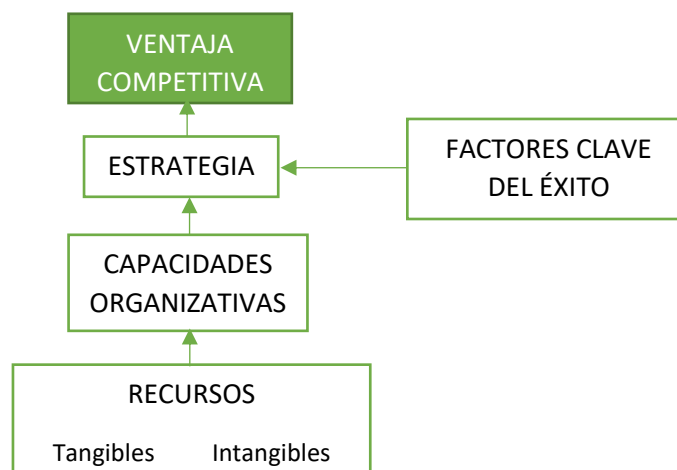 VENTAJA
COMPETITIVA
ESTRATEGIA
FACTORES CLAVE
DEL ÉXITO
CAPACIDADES
ORGANIZATIVAS
RECURSOS
Tangibles Intangibles